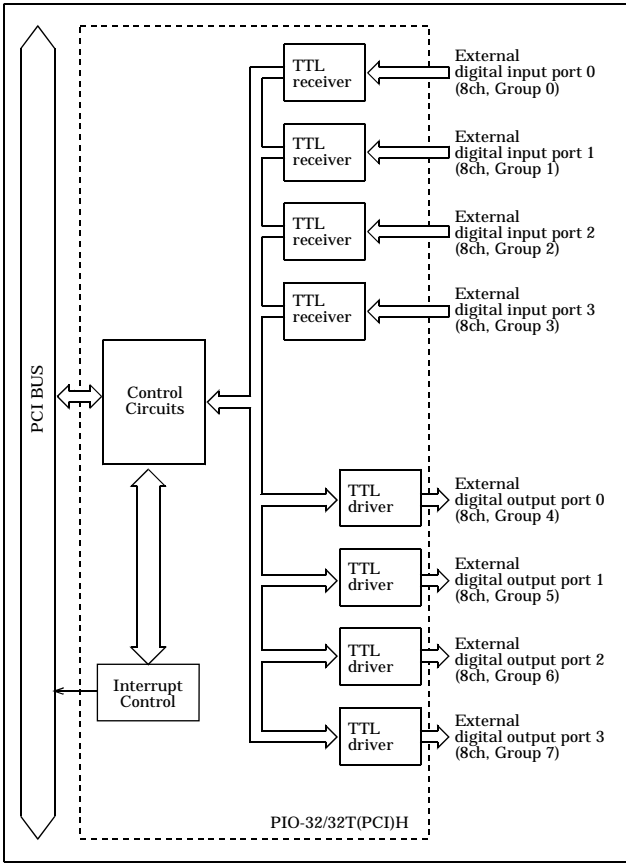 PCI BUS
TTL
receiver
External
digital input port 0
(8ch, Group 0)
TTL
receiver
External
digital input port 1
(8ch, Group 1)
TTL
receiver
External
digital input port 2
(8ch, Group 2)
TTL
receiver
External
digital input port 3
(8ch, Group 3)
Control
Circuits
TTL
driver
External
digital output port 0
(8ch, Group 4)
TTL
driver
External
digital output port 1
(8ch, Group 5)
TTL
driver
External
digital output port 2
(8ch, Group 6)
Interrupt
Control
TTL
driver
External
digital output port 3
(8ch, Group 7)
PIO-32/32T(PCI)H